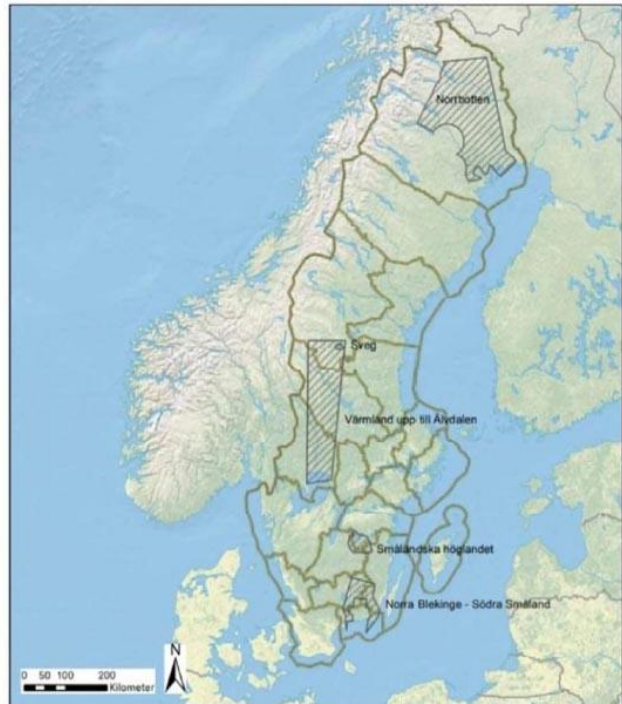 Norrbotten
Sveg
Värmland upp till Älvdalen
Småländska höglandet
Norra Blekinge - Södra Småland
N
0 50 100 200
Kilometer